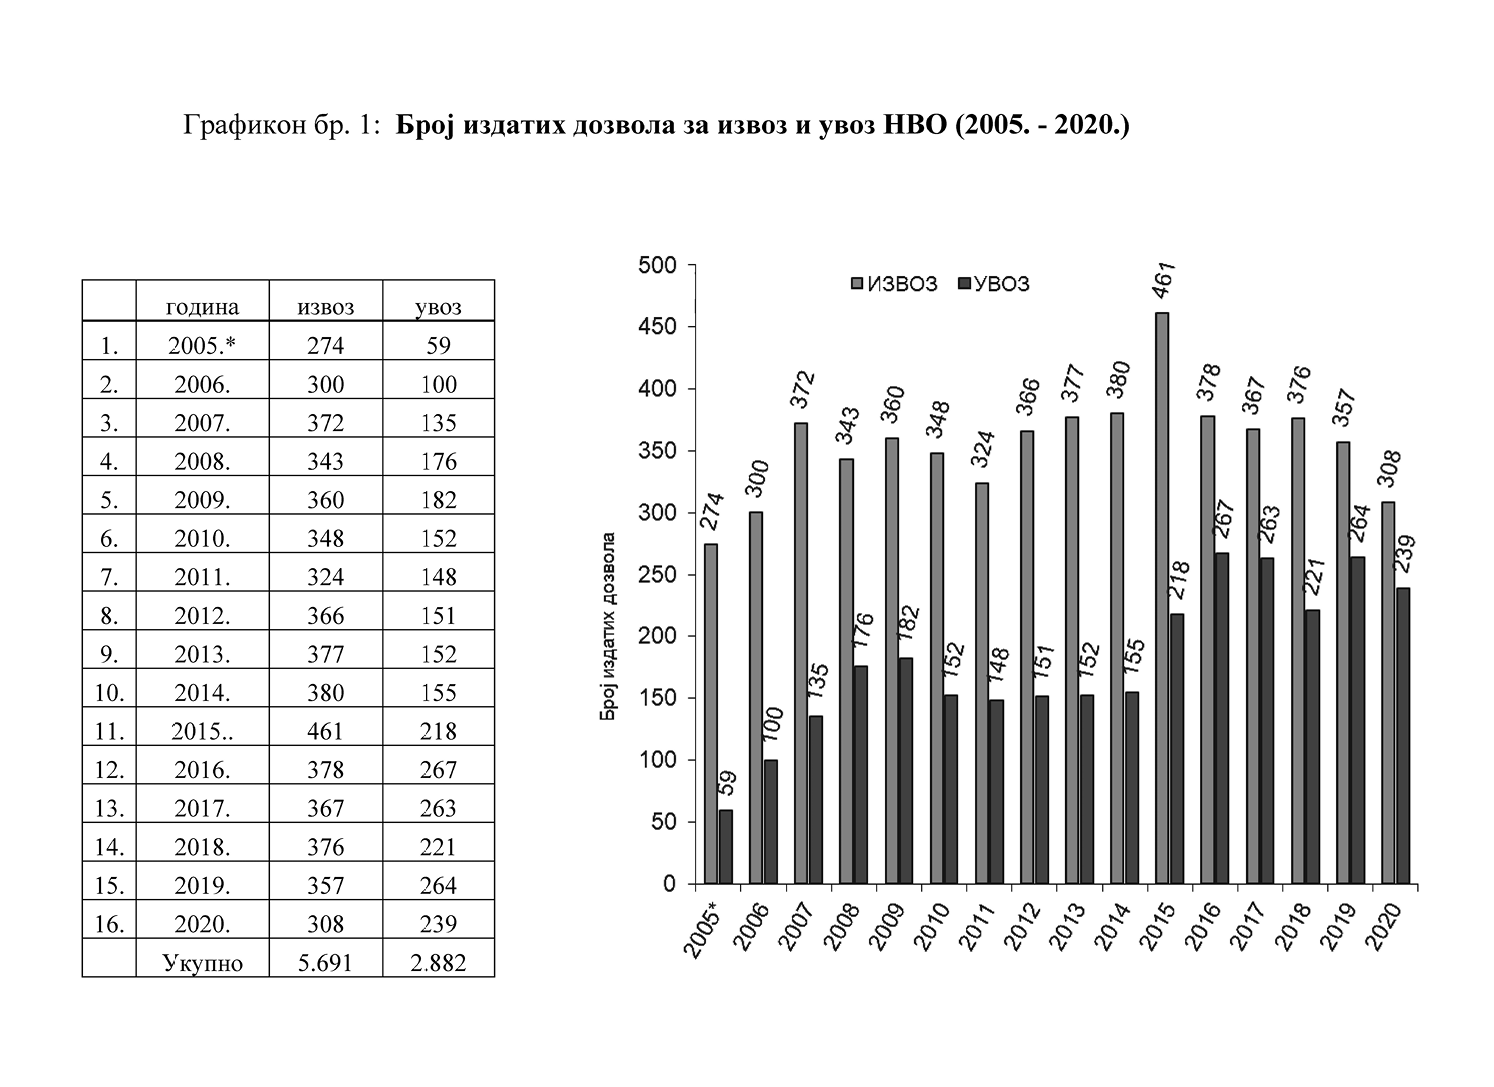 Графикон бр. 1: Број издатих дозвола за извоз и увоз НВО (2005. - 2020.)
година извоз увоз
1. 2005.* 274 59
2. 2006. 300 100
3. 2007. 372 135
4. 2008. 343 176
5. 2009. 360 182
6. 2010. 348 152
7. 2011. 324 148
8. 2012. 366 151
9. 2013. 377 152
10. 2014. 380 155
11. 2015.. 461 218
12. 2016. 378 267
13. 2017. 367 263
14. 2018. 376 221
15. 2019. 357 264
16. 2020. 308 239
Укупно 5.691 2.882
ИЗВОЗ УВОЗ
Број издатих дозвола
500
450
400
350
300
250
200
150
100
50
0
274 59
300 100
372 135
343 176
360 182
348 152
324 148
366 151
377 152
380 155
461 218
378 267
367 263
376 221
357 264
308 239
2005* 2006 2007 2008 2009 2010 2011 2012 2013 2014 2015 2016 2017 2018 2019 2020